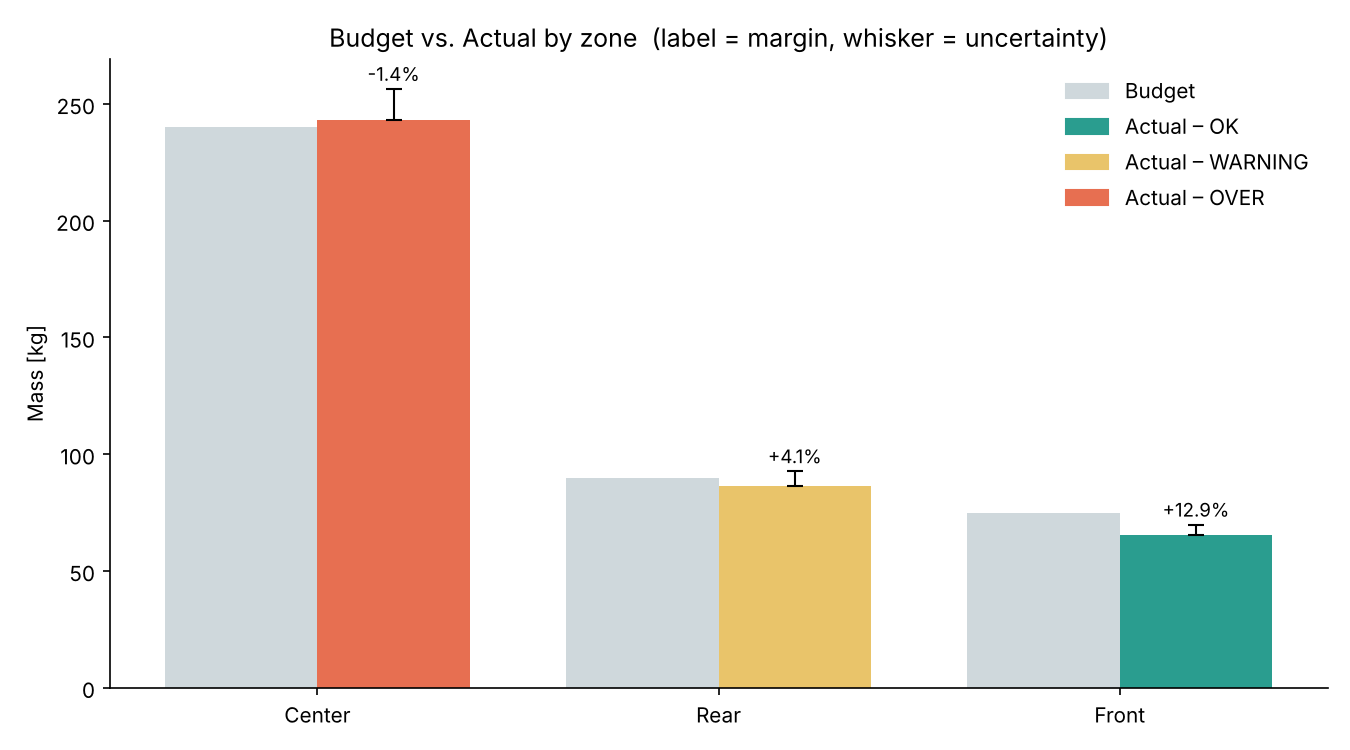 Budget vs. Actual by zone  (label = margin, whisker = uncertainty)
Budget
Actual – OK
Actual – WARNING
Actual – OVER
Mass [kg]
250
200
150
100
50
0
-1.4%
+4.1%
+12.9%
Center
Rear
Front